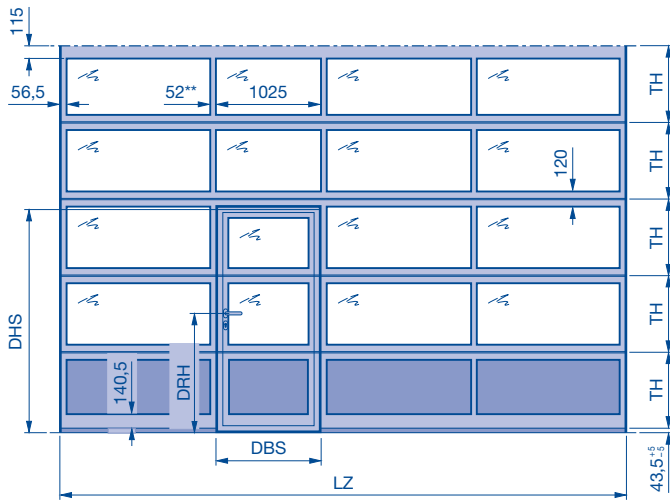 115
56,5
52**
1025
TH
120
TH
TH
DHS
TH
DRH
140,5
TH
DBS
LZ
43,5 +5 -5